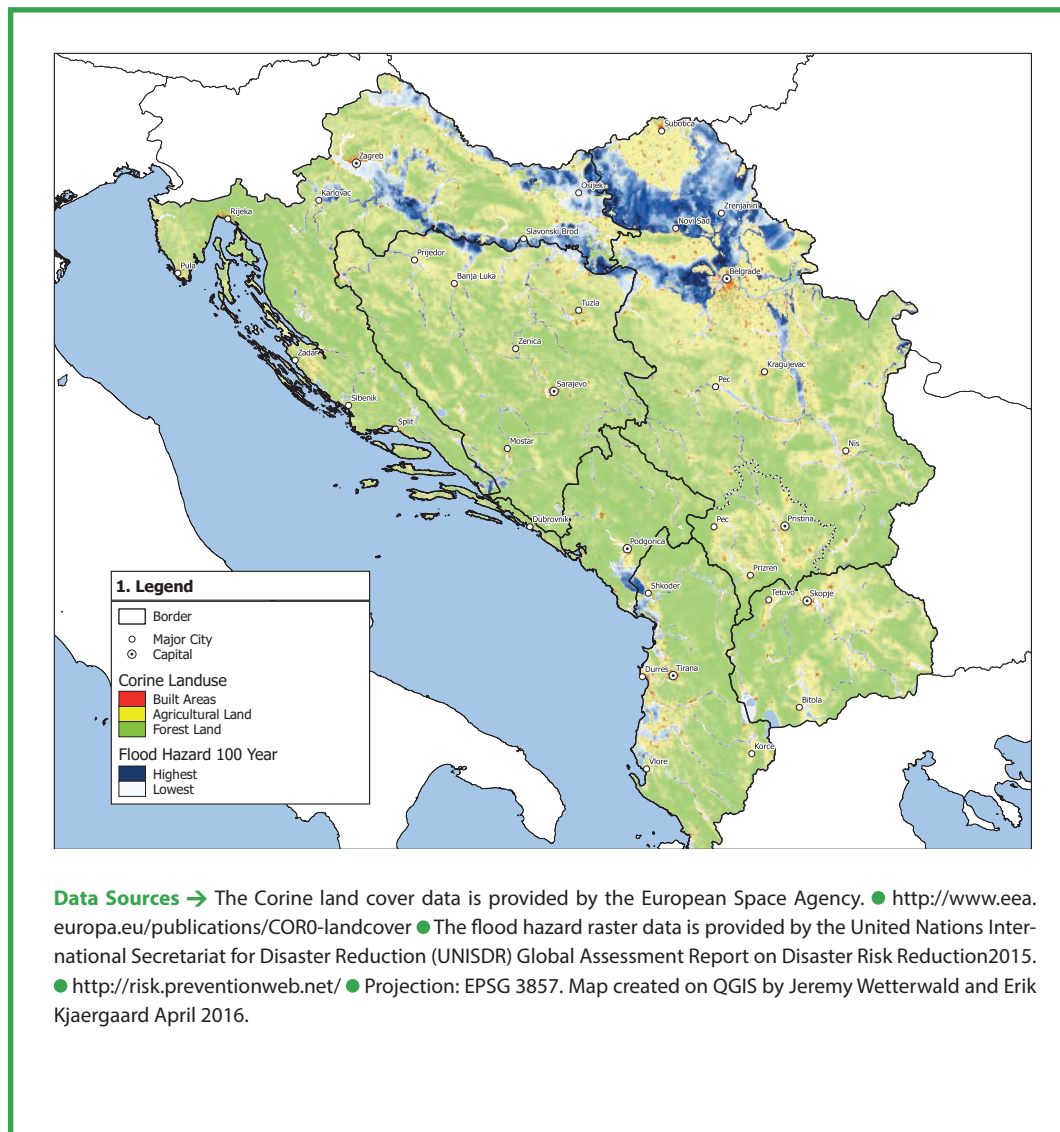 Subotica
Zagreb
Osijek
Karlovac
Zrenjanin
Rijeka
Novi Sad
Slavonski Brod
Prijedor
Pula
Banja Luka
Belgrade
Tuzla
Zenica
Zadar
Kragujevac
Pec
Sarajevo
Sibenik
Split
Mostar
Nis
Dubrovnik
Pec
Pristina
Podgorica
Prizren
Shkoder
Tetovo
Skopje
Durres
Tirana
Bitola
Korce
Vlore
1. Legend
Border
Major City
Capital
Corine Landuse
Built Areas
Agricultural Land
Forest Land
Flood Hazard 100 Year
Highest
Lowest
Data Sources → The Corine land cover data is provided by the European Space Agency. ● http://www.eea.
europa.eu/publications/COR0-landcover ● The flood hazard raster data is provided by the United Nations Inter-
national Secretariat for Disaster Reduction (UNISDR) Global Assessment Report on Disaster Risk Reduction2015.
● http://risk.preventionweb.net/ ● Projection: EPSG 3857. Map created on QGIS by Jeremy Wetterwald and Erik
Kjaergaard April 2016.